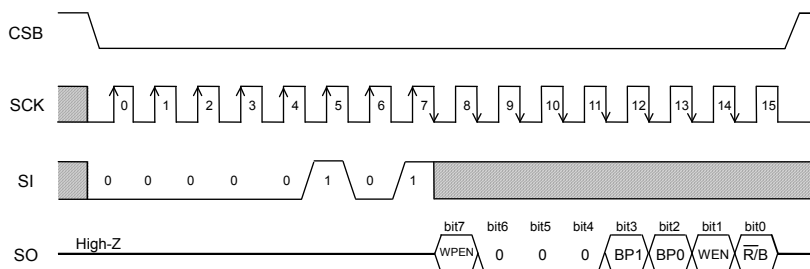 CSB
SCK 0 1 2 3 4 5 6 7 8 9 10 11 12 13 14 15
SI 0 0 0 0 0 1 0 1
bit7 bit6 bit5 bit4 bit3 bit2 bit1 bit0
SO High-Z WPEN 0 0 0 BP1 BP0 WEN R̅/B